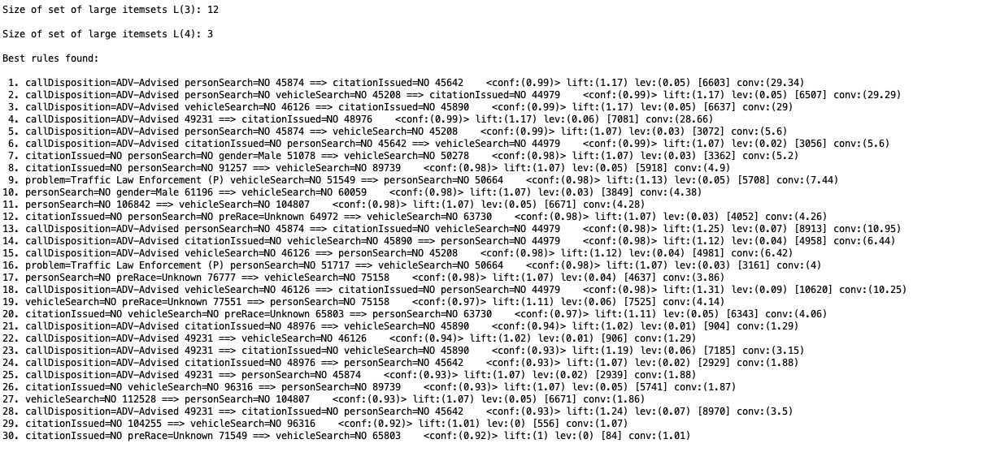 Size of set of large itemsets L(3): 12
Size of set of large itemsets L(4): 3
Best rules found:
1. callDisposition=ADV-Advised personSearch=NO 45874 ==> citationIssued=NO 45642    <conf:(0.99)> lift:(1.17) lev:(0.05) [6603] conv:(29.34)
2. callDisposition=ADV-Advised personSearch=NO vehicleSearch=NO 45208 ==> citationIssued=NO 44979    <conf:(0.99)> lift:(1.17) lev:(0.05) [6507] conv:(29.29)
3. callDisposition=ADV-Advised vehicleSearch=NO 46126 ==> citationIssued=NO 45890    <conf:(0.99)> lift:(1.17) lev:(0.05) [6637] conv:(29)
4. callDisposition=ADV-Advised 49231 ==> citationIssued=NO 48976    <conf:(0.99)> lift:(1.17) lev:(0.06) [7081] conv:(28.66)
5. callDisposition=ADV-Advised personSearch=NO 45874 ==> vehicleSearch=NO 45208    <conf:(0.99)> lift:(1.07) lev:(0.03) [3072] conv:(5.6)
6. callDisposition=ADV-Advised citationIssued=NO personSearch=NO 45642 ==> vehicleSearch=NO 44979    <conf:(0.99)> lift:(1.07) lev:(0.02) [3056] conv:(5.6)
7. citationIssued=NO personSearch=NO gender=Male 51078 ==> vehicleSearch=NO 50278    <conf:(0.98)> lift:(1.07) lev:(0.03) [3362] conv:(5.2)
8. citationIssued=NO personSearch=NO 91257 ==> vehicleSearch=NO 89739    <conf:(0.98)> lift:(1.07) lev:(0.05) [5918] conv:(4.9)
9. problem=Traffic Law Enforcement (P) vehicleSearch=NO 51549 ==> personSearch=NO 50664    <conf:(0.98)> lift:(1.13) lev:(0.05) [5708] conv:(7.44)
10. personSearch=NO gender=Male 61196 ==> vehicleSearch=NO 60059    <conf:(0.98)> lift:(1.07) lev:(0.03) [3849] conv:(4.38)
11. personSearch=NO 106842 ==> vehicleSearch=NO 104807    <conf:(0.98)> lift:(1.07) lev:(0.05) [6671] conv:(4.28)
12. citationIssued=NO personSearch=NO preRace=Unknown 64972 ==> vehicleSearch=NO 63730    <conf:(0.98)> lift:(1.07) lev:(0.03) [4052] conv:(4.26)
13. callDisposition=ADV-Advised personSearch=NO 45874 ==> citationIssued=NO vehicleSearch=NO 44979    <conf:(0.98)> lift:(1.25) lev:(0.07) [8913] conv:(10.95)
14. callDisposition=ADV-Advised citationIssued=NO vehicleSearch=NO 45890 ==> personSearch=NO 44979    <conf:(0.98)> lift:(1.12) lev:(0.04) [4958] conv:(6.44)
15. callDisposition=ADV-Advised vehicleSearch=NO 46126 ==> personSearch=NO 45208    <conf:(0.98)> lift:(1.12) lev:(0.04) [4981] conv:(6.42)
16. problem=Traffic Law Enforcement (P) personSearch=NO 51717 ==> vehicleSearch=NO 50664    <conf:(0.98)> lift:(1.07) lev:(0.03) [3161] conv:(4)
17. personSearch=NO preRace=Unknown 76777 ==> vehicleSearch=NO 75158    <conf:(0.98)> lift:(1.07) lev:(0.04) [4637] conv:(3.86)
18. callDisposition=ADV-Advised vehicleSearch=NO 46126 ==> citationIssued=NO personSearch=NO 44979    <conf:(0.98)> lift:(1.31) lev:(0.09) [10620] conv:(10.25)
19. vehicleSearch=NO preRace=Unknown 77551 ==> personSearch=NO 75158    <conf:(0.97)> lift:(1.11) lev:(0.06) [7525] conv:(4.14)
20. citationIssued=NO vehicleSearch=NO preRace=Unknown 65803 ==> personSearch=NO 63730    <conf:(0.97)> lift:(1.11) lev:(0.05) [6343] conv:(4.06)
21. callDisposition=ADV-Advised citationIssued=NO 48976 ==> vehicleSearch=NO 45890    <conf:(0.94)> lift:(1.02) lev:(0.01) [904] conv:(1.29)
22. callDisposition=ADV-Advised 49231 ==> vehicleSearch=NO 46126    <conf:(0.94)> lift:(1.02) lev:(0.01) [906] conv:(1.29)
23. callDisposition=ADV-Advised 49231 ==> citationIssued=NO vehicleSearch=NO 45890    <conf:(0.93)> lift:(1.19) lev:(0.06) [7185] conv:(3.15)
24. callDisposition=ADV-Advised citationIssued=NO 48976 ==> personSearch=NO 45642    <conf:(0.93)> lift:(1.07) lev:(0.02) [2929] conv:(1.88)
25. callDisposition=ADV-Advised 49231 ==> personSearch=NO 45874    <conf:(0.93)> lift:(1.07) lev:(0.02) [2939] conv:(1.88)
26. citationIssued=NO vehicleSearch=NO 96316 ==> personSearch=NO 89739    <conf:(0.93)> lift:(1.07) lev:(0.05) [5741] conv:(1.87)
27. vehicleSearch=NO 112528 ==> personSearch=NO 104807    <conf:(0.93)> lift:(1.07) lev:(0.05) [6671] conv:(1.86)
28. callDisposition=ADV-Advised 49231 ==> citationIssued=NO personSearch=NO 45642    <conf:(0.93)> lift:(1.24) lev:(0.07) [8970] conv:(3.5)
29. citationIssued=NO 104255 ==> vehicleSearch=NO 96316    <conf:(0.92)> lift:(1.01) lev:(0) [556] conv:(1.07)
30. citationIssued=NO preRace=Unknown 71549 ==> vehicleSearch=NO 65803    <conf:(0.92)> lift:(1) lev:(0) [84] conv:(1.01)